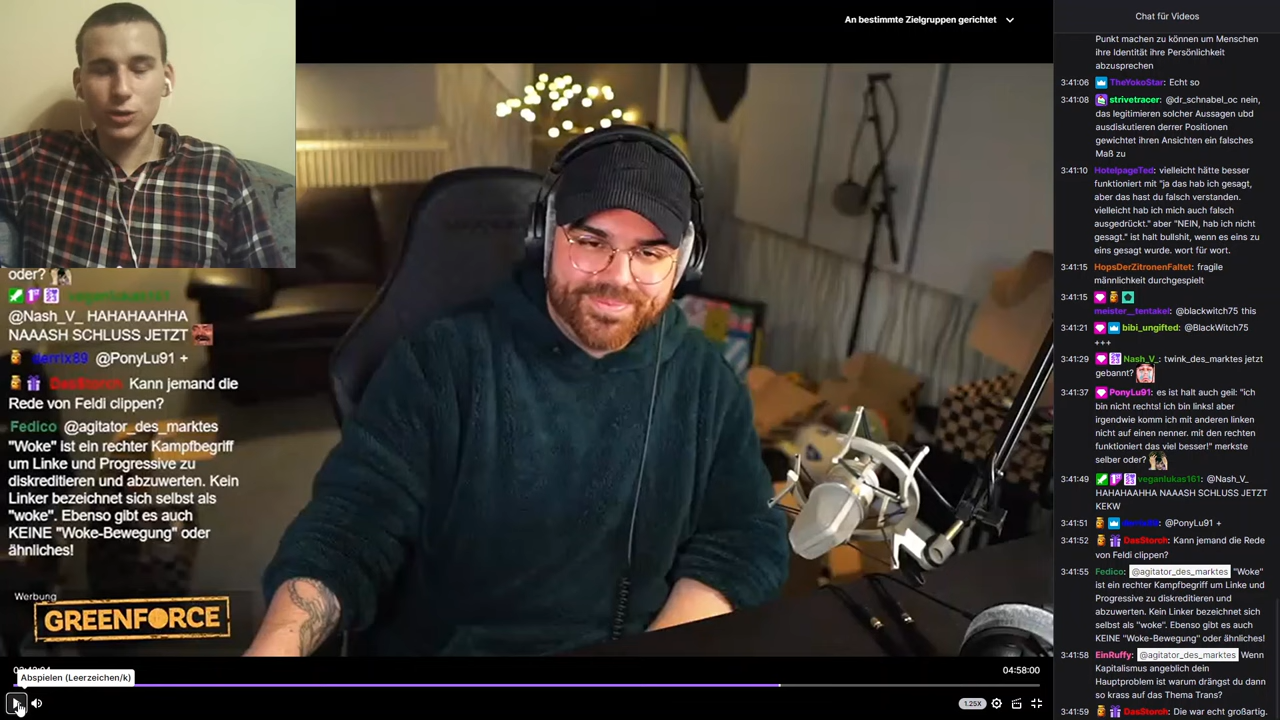 An bestimmte Zielgruppen gerichtet
oder?
veganlukas161
@Nash_V_ HAHAHAAHHA
NAAASH SCHLUSS JETZT
derrix89 @PonyLu91 +
DasStorch Kann jemand die
Rede von Feldi clippen?
Fedico @agitator_des_marktes
"Woke" ist ein rechter Kampfbegriff
um Linke und Progressive zu
diskreditieren und abzuwerten. Kein
Linker bezeichnet sich selbst als
"woke". Ebenso gibt es auch
KEINE "Woke-Bewegung" oder
ähnliches!
Werbung
GREENFORCE
Abspielen (Leerzeichen/k)
04:58:00
1.25X
Chat für Videos
Punkt machen zu können um Menschen
ihre Identität ihre Persönlichkeit
abzusprechen
3:41:06 TheYokoStar: Echt so
3:41:08 strivetracer: @dr_schnabel_oc nein,
das legitimieren solcher Aussagen ubd
ausdiskutieren derrer Positionen
gewichtet ihren Ansichten ein falsches
Maß zu
3:41:10 HotelpageTed: vielleicht hätte besser
funktioniert mit "ja das hab ich gesagt,
aber das hast du falsch verstanden.
vielleicht hab ich mich auch falsch
ausgedrückt." aber "NEIN, hab ich nicht
gesagt." ist halt bullshit, wenn es eins zu
eins gesagt wurde. wort für wort.
3:41:15 HopsDerZitronenFaltet: fragile
männlichkeit durchgespielt
3:41:15
meister__tentakel: @blackwitch75 this
3:41:21 bibi_ungifted: @BlackWitch75
+++
3:41:29 Nash_V_: twink_des_marktes jetzt
gebannt?
3:41:37 PonyLu91: es ist halt auch geil: "ich
bin nicht rechts! ich bin links! aber
irgendwie komm ich mit anderen linken
nicht auf einen nenner. mit den rechten
funktioniert das viel besser!" merkste
selber oder?
3:41:49 veganlukas161: @Nash_V_
HAHAHAAHHA NAAASH SCHLUSS JETZT
KEKW
3:41:51 derrix89: @PonyLu91 +
3:41:52 DasStorch: Kann jemand die Rede
von Feldi clippen?
3:41:55 Fedico: @agitator_des_marktes "Woke"
ist ein rechter Kampfbegriff um Linke und
Progressive zu diskreditieren und
abzuwerten. Kein Linker bezeichnet sich
selbst als "woke". Ebenso gibt es auch
KEINE "Woke-Bewegung" oder ähnliches!
3:41:58 EinRuffy: @agitator_des_marktes Wenn
Kapitalismus angeblich dein
Hauptproblem ist warum drängst du dann
so krass auf das Thema Trans?
3:41:59 DasStorch: Die war echt großartig.